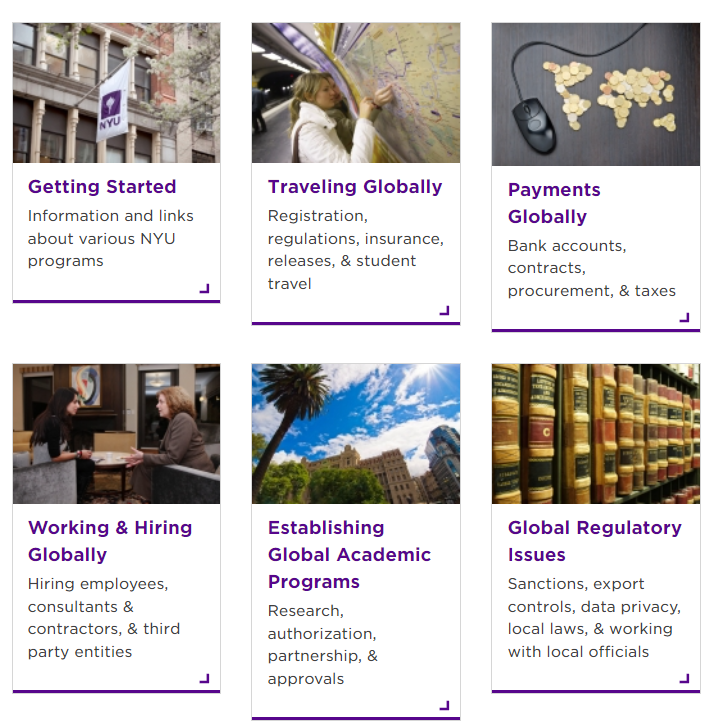 NYU
Getting Started
Information and links
about various NYU
programs
Traveling Globally
Registration,
regulations, insurance,
releases, & student
travel
Payments
Globally
Bank accounts,
contracts,
procurement, & taxes
Working & Hiring
Globally
Hiring employees,
consultants &
contractors, & third
party entities
Establishing
Global Academic
Programs
Research,
authorization,
partnership, &
approvals
Global Regulatory
Issues
Sanctions, export
controls, data privacy,
local laws, & working
with local officials